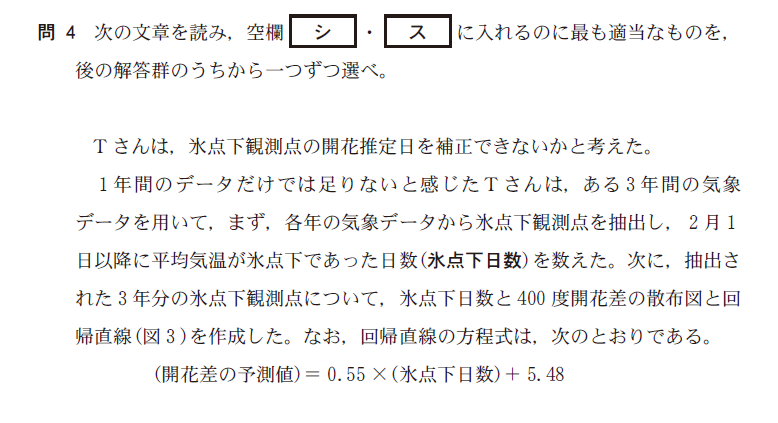 問 4 次の文章を読み，空欄 シ ・ ス に入れるのに最も適当なものを，
後の解答群のうちから一つずつ選べ。
T さんは，氷点下観測点の開花推定日を補正できないかと考えた。
1 年間のデータだけでは足りないと感じた T さんは，ある 3 年間の気象
データを用いて，まず，各年の気象データから氷点下観測点を抽出し，2 月 1
日以降に平均気温が氷点下であった日数(氷点下日数)を数えた。次に，抽出さ
れた 3 年分の氷点下観測点について，氷点下日数と 400 度開花差の散布図と回
帰直線(図 3)を作成した。なお，回帰直線の方程式は，次のとおりである。
(開花差の予測値) = 0.55 ×(氷点下日数) + 5.48